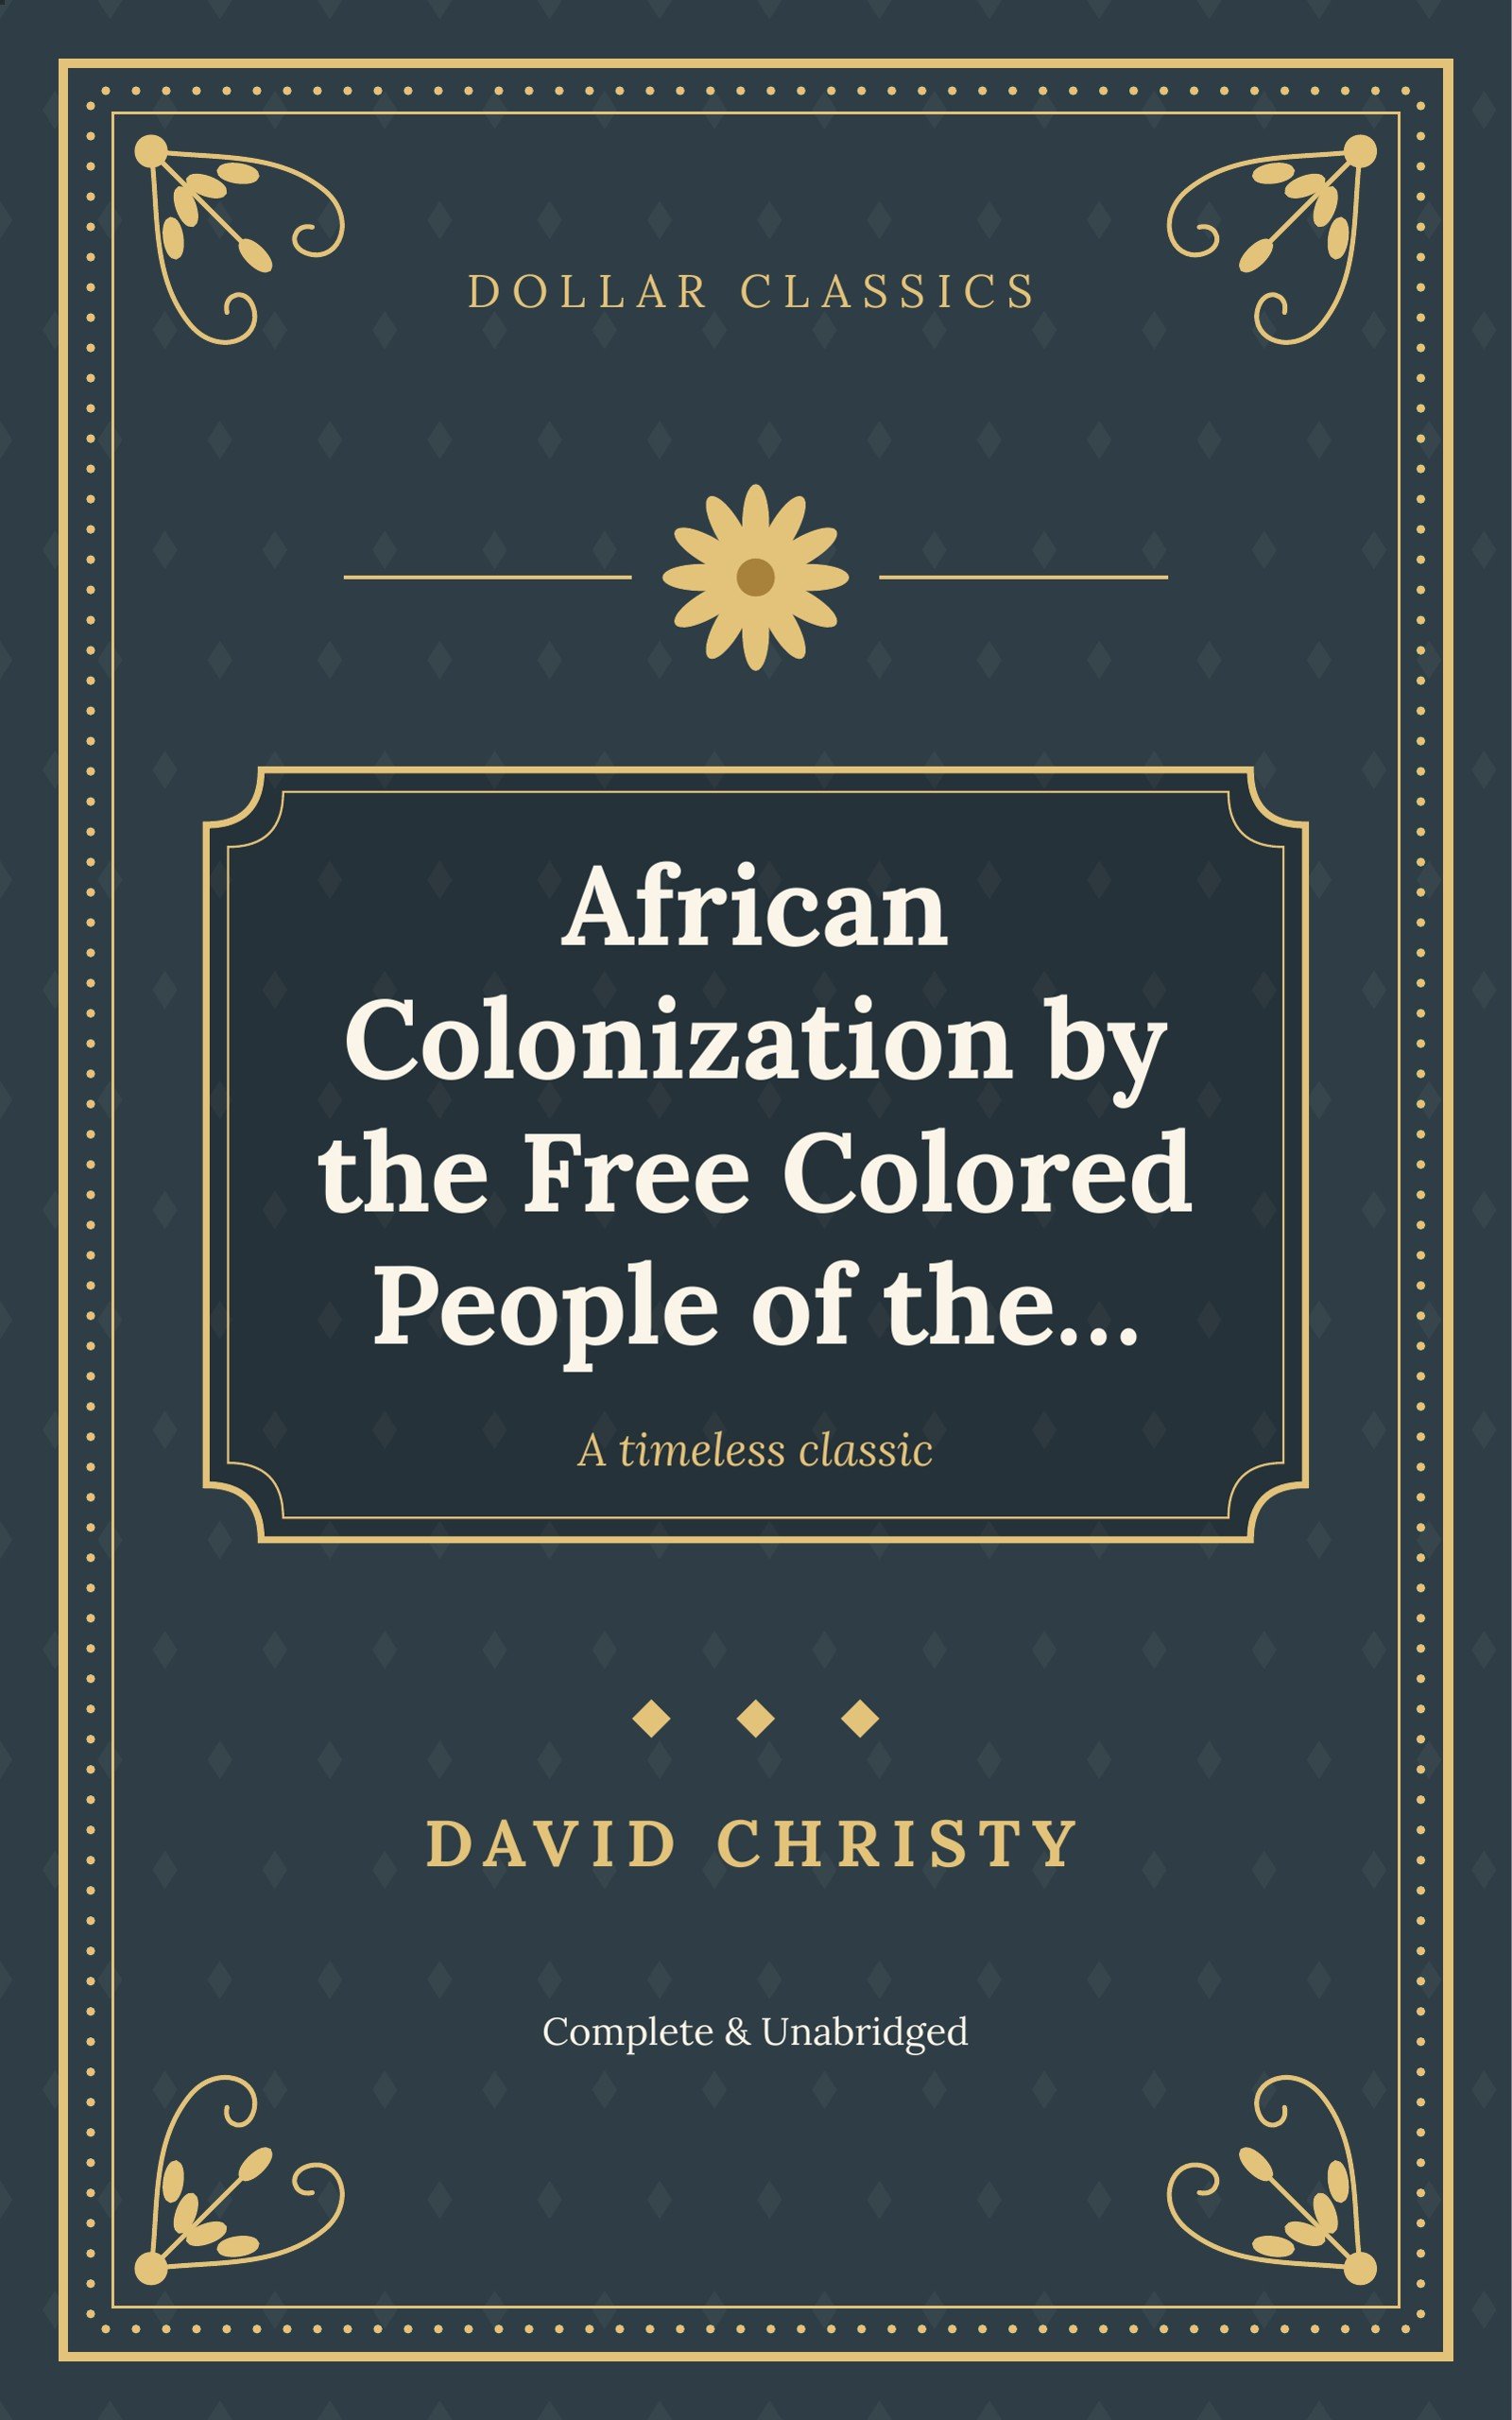 DOLLAR CLASSICS
African
Colonization by
the Free Colored
People of the...
A timeless classic
DAVID CHRISTY
Complete & Unabridged